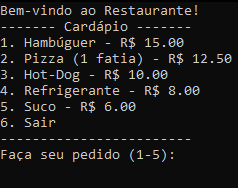 Bem-vindo ao Restaurante!
------- Cardápio -------
1. Hambúguer - R$ 15.00
2. Pizza (1 fatia) - R$ 12.50
3. Hot-Dog - R$ 10.00
4. Refrigerante - R$ 8.00
5. Suco - R$ 6.00
6. Sair
------------------------
Faça seu pedido (1-5):